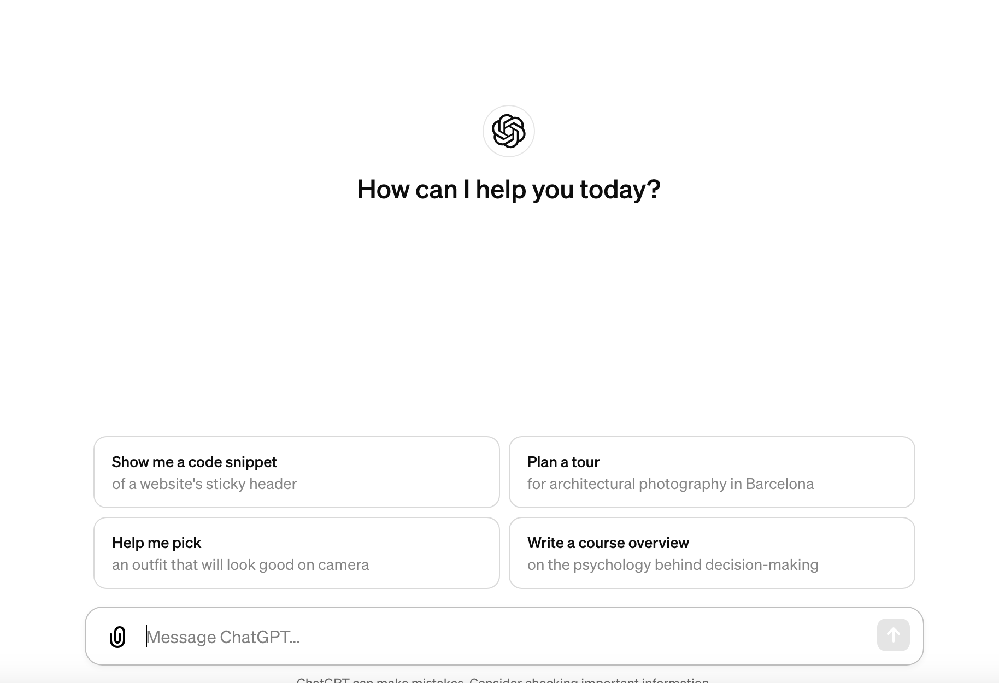 How can I help you today?
Show me a code snippet
of a website's sticky header
Plan a tour
for architectural photography in Barcelona
Help me pick
an outfit that will look good on camera
Write a course overview
on the psychology behind decision-making
Message ChatGPT...
ChatGPT can make mistakes. Consider checking important information.